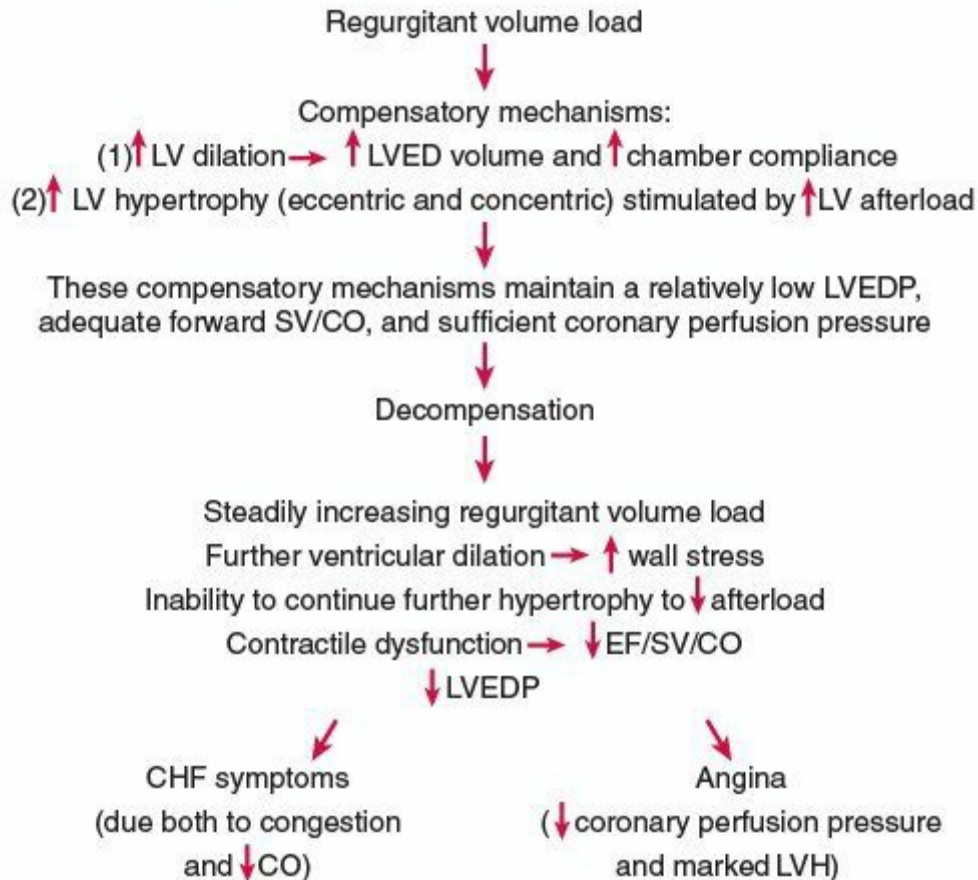 Regurgitant volume load
↓
Compensatory mechanisms:
(1)↑ LV dilation → ↑ LVED volume and ↑ chamber compliance
(2)↑ LV hypertrophy (eccentric and concentric) stimulated by ↑ LV afterload
↓
These compensatory mechanisms maintain a relatively low LVEDP,
adequate forward SV/CO, and sufficient coronary perfusion pressure
↓
Decompensation
↓
Steadily increasing regurgitant volume load
Further ventricular dilation → ↑ wall stress
Inability to continue further hypertrophy to ↓ afterload
Contractile dysfunction → ↓ EF/SV/CO
↓ LVEDP
↙ ↘
CHF symptoms
(due both to congestion
and ↓ CO)
Angina
(↓ coronary perfusion pressure
and marked LVH)